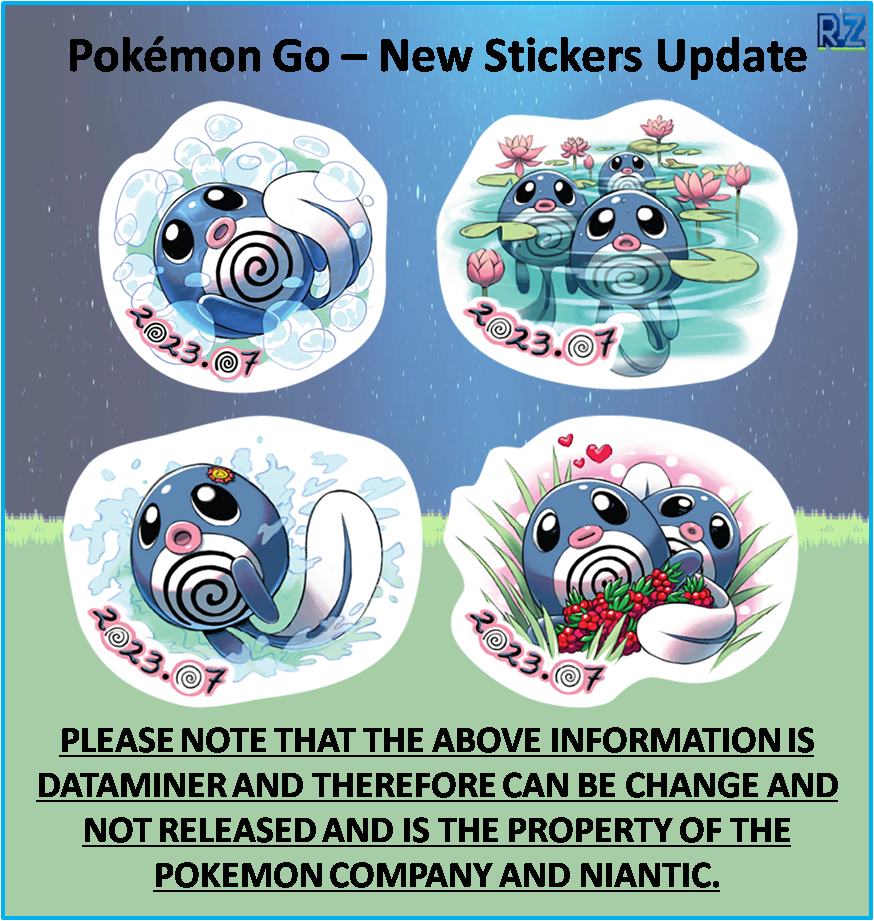 RZ
Pokémon Go – New Stickers Update
2023.07
2023.07
2023.07
2023.07
PLEASE NOTE THAT THE ABOVE INFORMATION IS
DATAMINER AND THEREFORE CAN BE CHANGE AND
NOT RELEASED AND IS THE PROPERTY OF THE
POKEMON COMPANY AND NIANTIC.